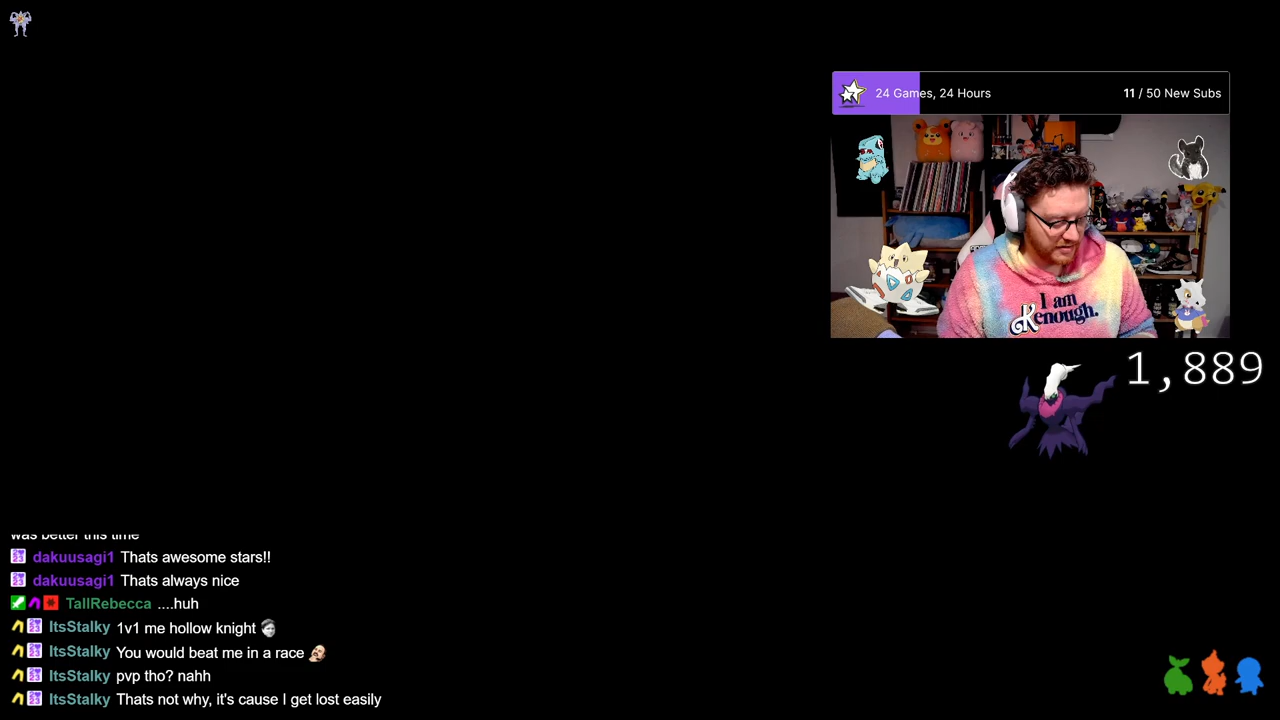 24 Games, 24 Hours
11 / 50 New Subs
I am
Kenough.
1,889
was better this time
dakuusagi1 Thats awesome stars!!
dakuusagi1 Thats always nice
TallRebecca ....huh
ItsStalky 1v1 me hollow knight
ItsStalky You would beat me in a race
ItsStalky pvp tho? nahh
ItsStalky Thats not why, it's cause I get lost easily